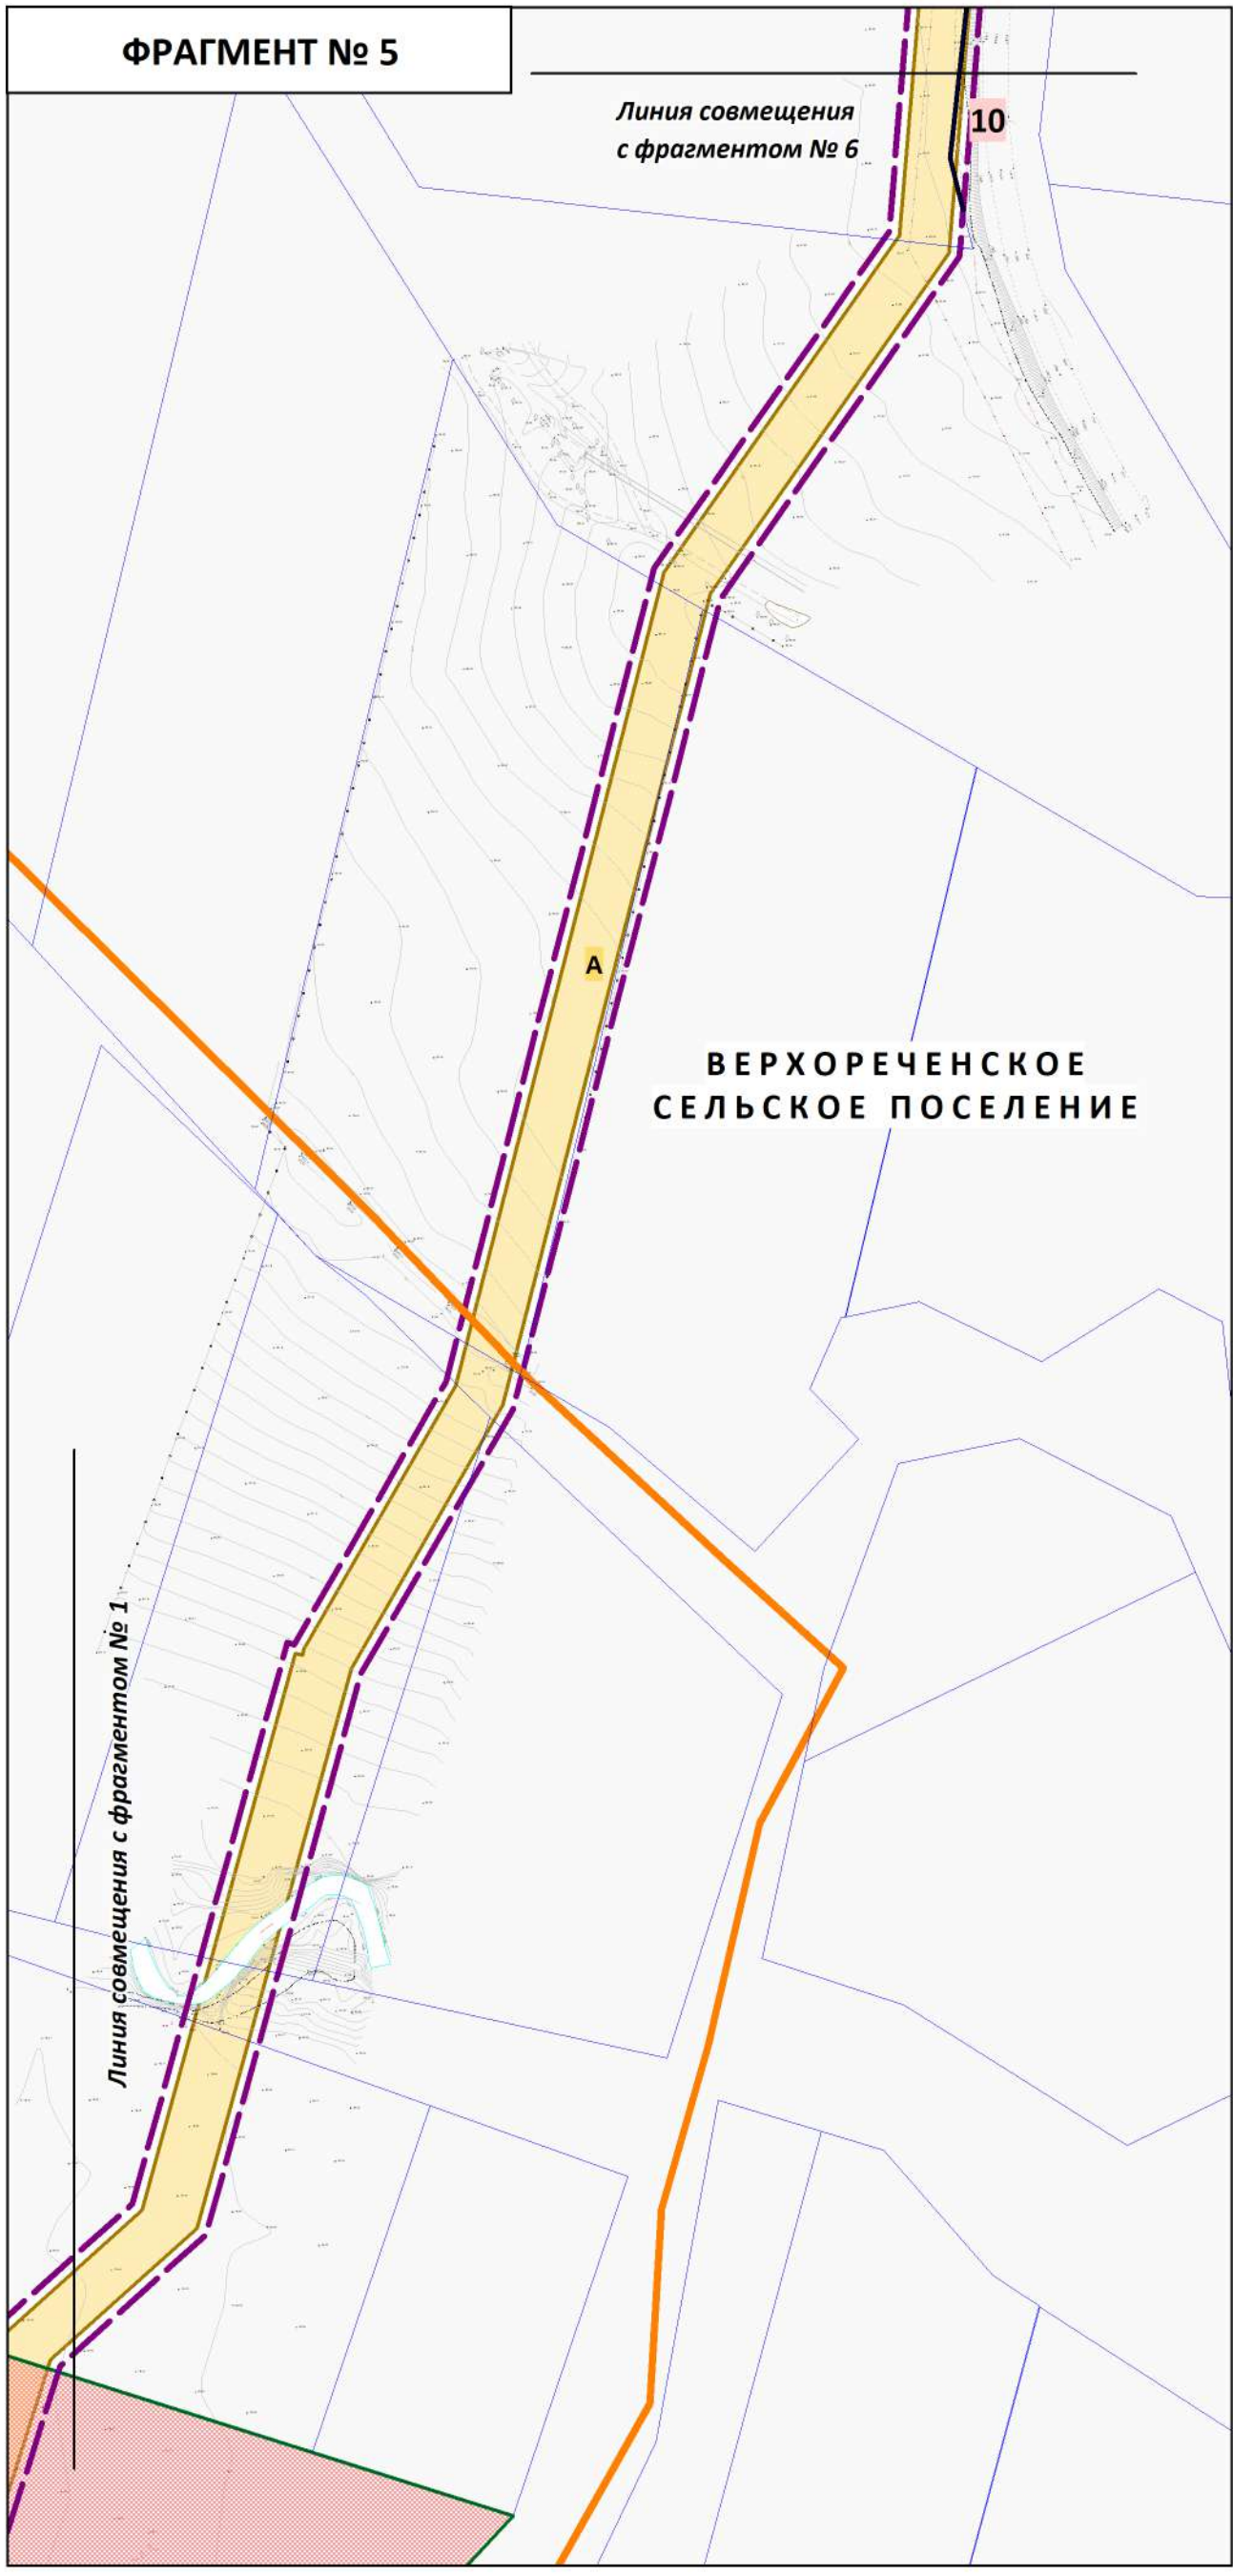 ФРАГМЕНТ № 5
Линия совмещения
с фрагментом № 6
10
А
ВЕРХОРЕЧЕНСКОЕ
СЕЛЬСКОЕ ПОСЕЛЕНИЕ
Линия совмещения с фрагментом № 1